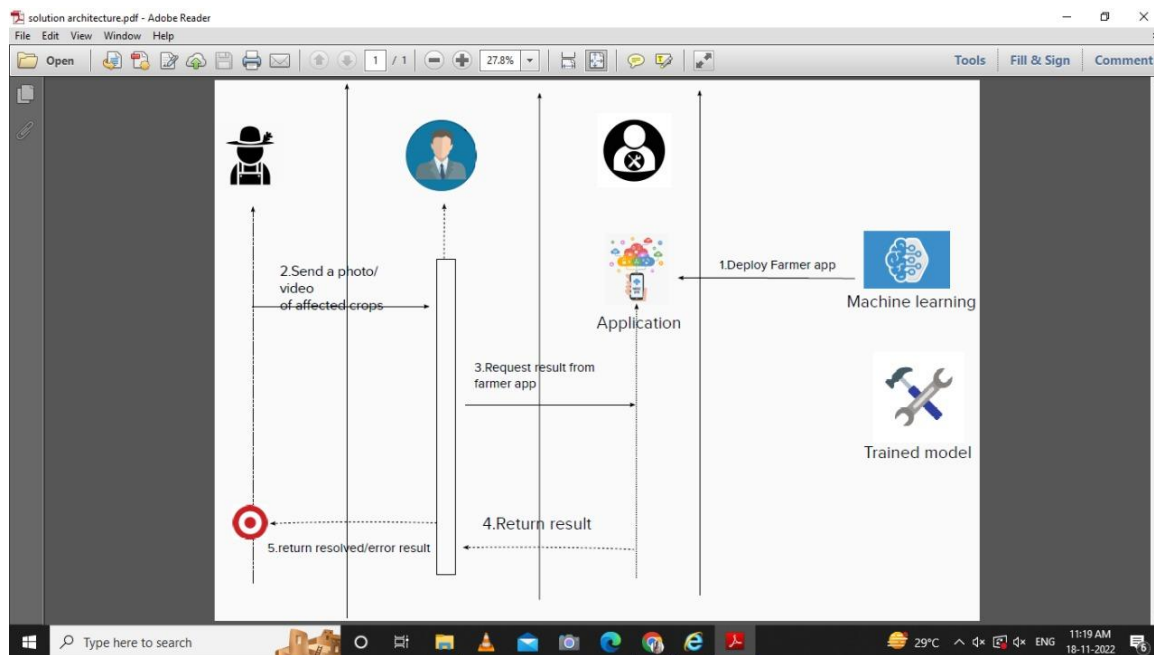 solution architecture.pdf - Adobe Reader
File Edit View Window Help
Open 1 / 1 27.8% Tools Fill & Sign Comment
2.Send a photo/
video
of affected crops
1.Deploy Farmer app
Machine learning
Application
3.Request result from
farmer app
Trained model
4.Return result
5.return resolved/error result
Type here to search
29°C ENG 11:19 AM
18-11-2022